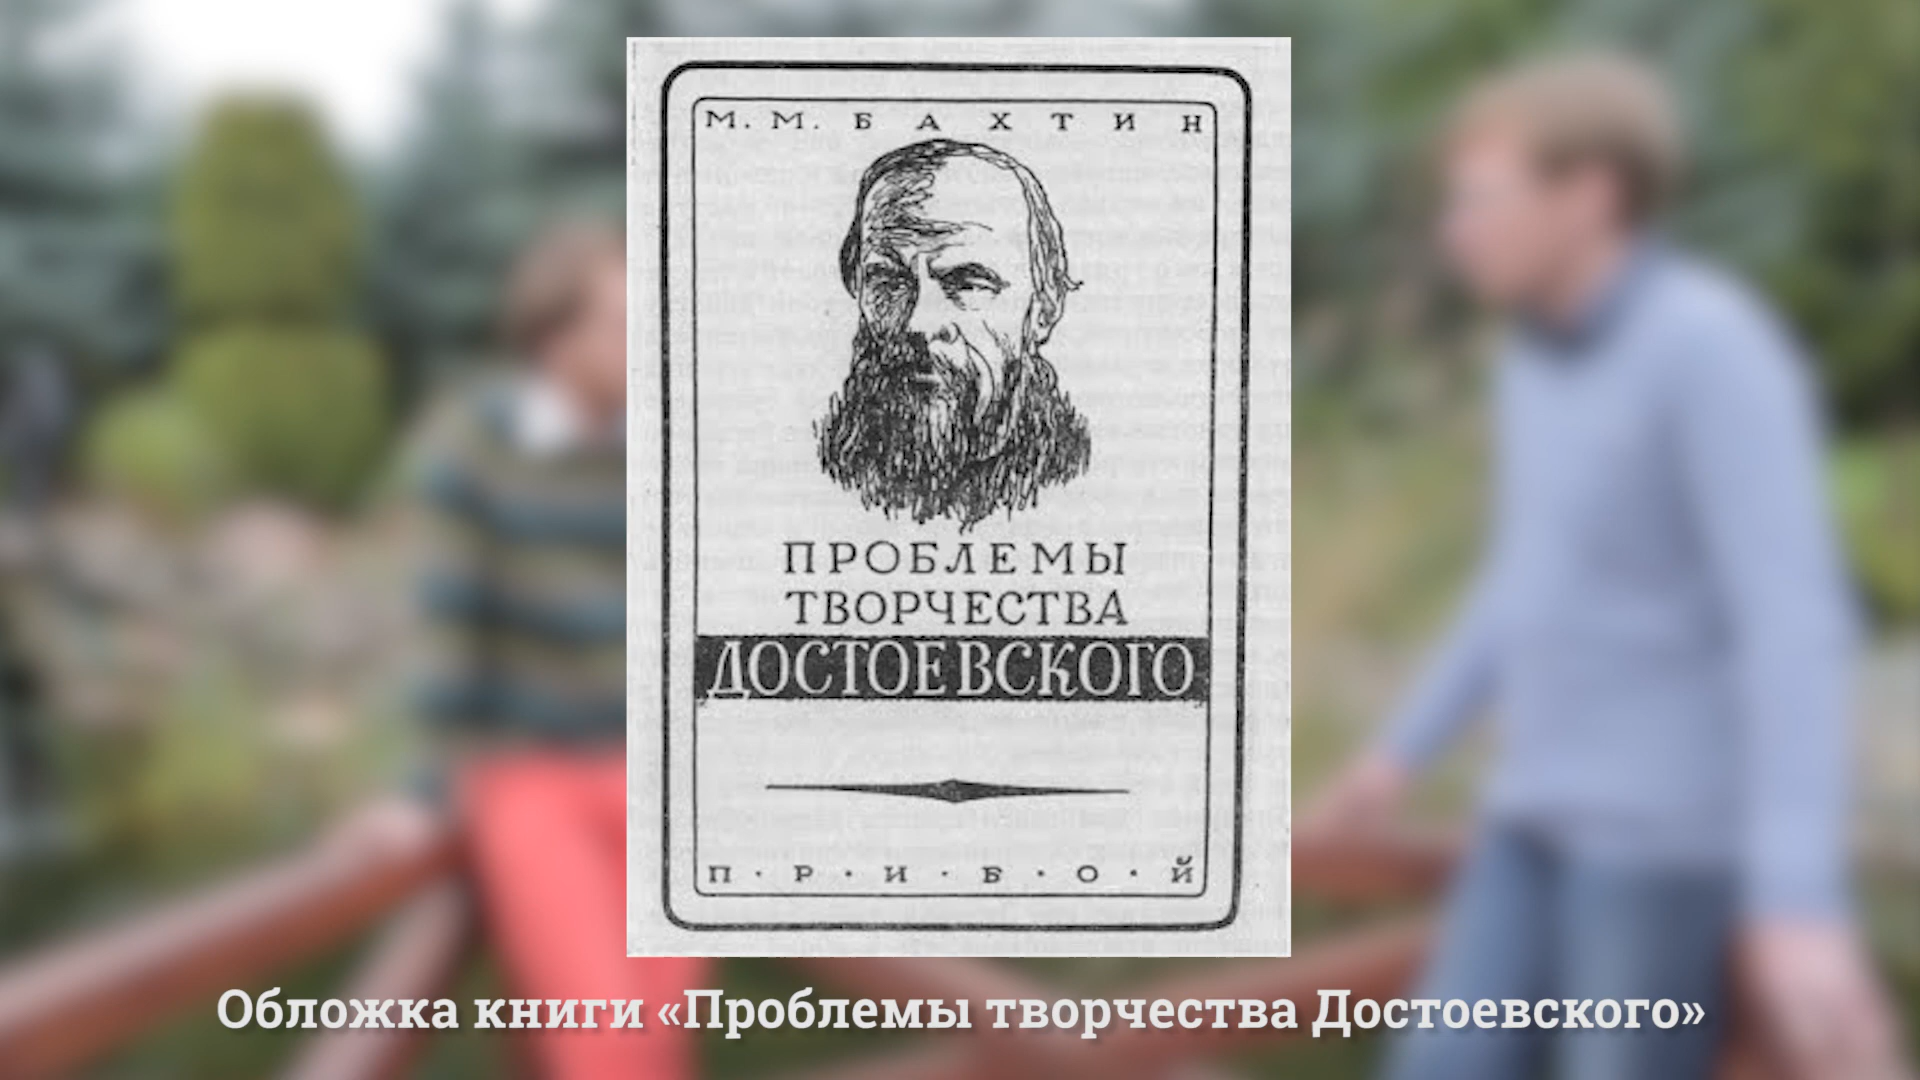 М. М. БАХТИН
ПРОБЛЕМЫ
ТВОРЧЕСТВА
ДОСТОЕВСКОГО
П·Р·И·Б·О·Й
Обложка книги «Проблемы творчества Достоевского»